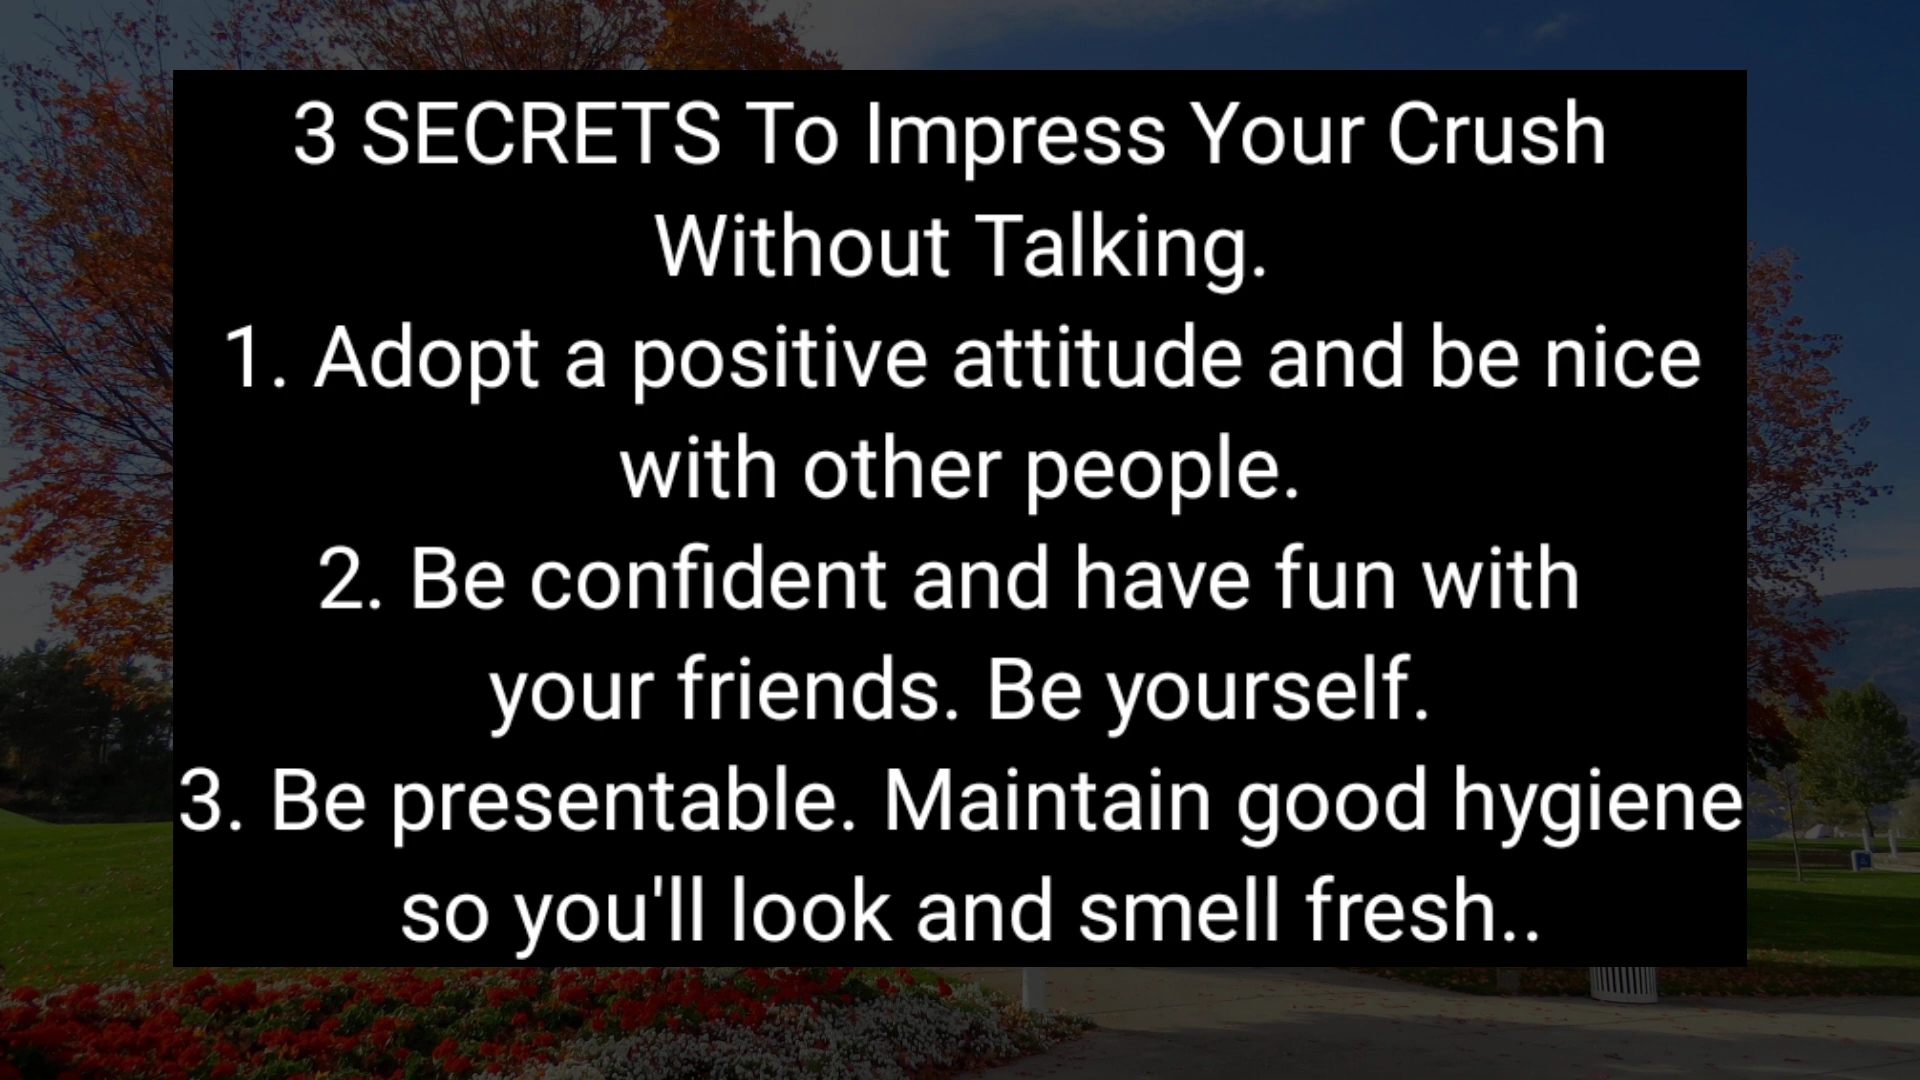 3 SECRETS To Impress Your Crush
Without Talking.
1. Adopt a positive attitude and be nice
with other people.
2. Be confident and have fun with
your friends. Be yourself.
3. Be presentable. Maintain good hygiene
so you'll look and smell fresh..